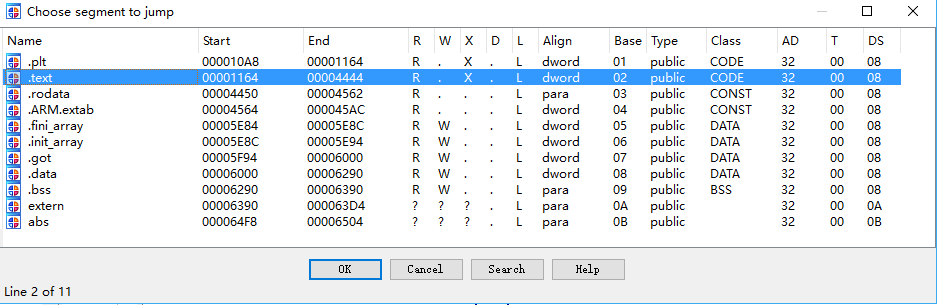 Choose segment to jump
Name Start End R W X D L Align Base Type Class AD T DS
.plt 000010A8 00001164 R . X . L dword 01 public CODE 32 00 08
.text 00001164 00004444 R . X . L dword 02 public CODE 32 00 08
.rodata 00004450 00004562 R . . . L para 03 public CONST 32 00 08
.ARM.extab 00004564 000045AC R . . . L dword 04 public CONST 32 00 08
.fini_array 00005E84 00005E8C R W . . L dword 05 public DATA 32 00 08
.init_array 00005E8C 00005E94 R W . . L dword 06 public DATA 32 00 08
.got 00005F94 00006000 R W . . L dword 07 public DATA 32 00 08
.data 00006000 00006290 R W . . L dword 08 public DATA 32 00 08
.bss 00006290 00006390 R W . . L para 09 public BSS 32 00 08
extern 00006390 000063D4 ? ? ? . L para 0A public 32 00 0A
abs 000064F8 00006504 ? ? ? . L para 0B public 32 00 0B
OK Cancel Search Help
Line 2 of 11